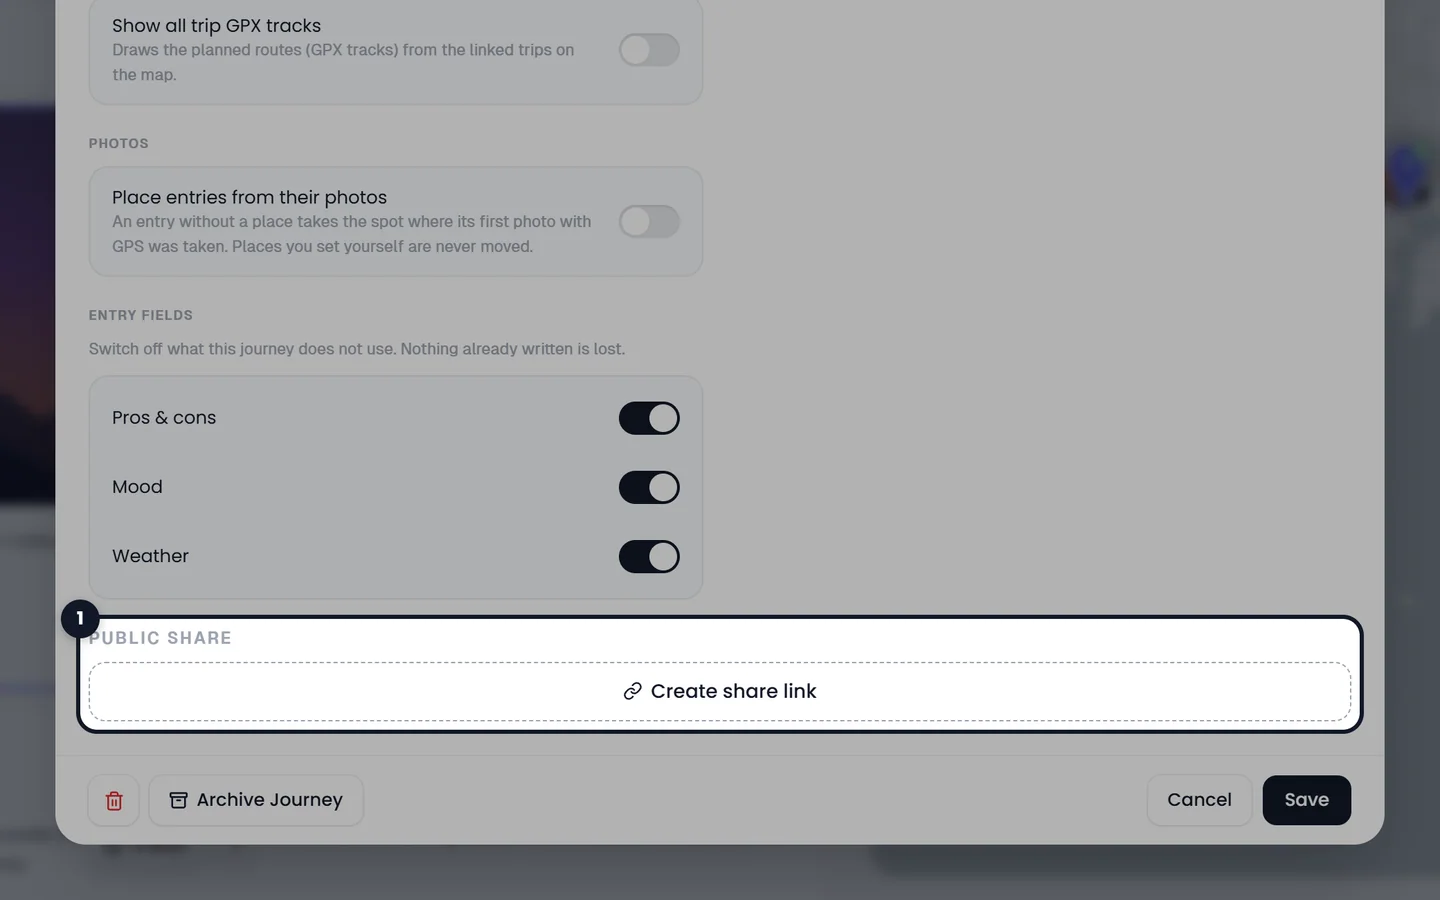 Show all trip GPX tracks
Draws the planned routes (GPX tracks) from the linked trips on
the map.
PHOTOS
Place entries from their photos
An entry without a place takes the spot where its first photo with
GPS was taken. Places you set yourself are never moved.
ENTRY FIELDS
Switch off what this journey does not use. Nothing already written is lost.
Pros & cons
Mood
Weather
1
PUBLIC SHARE
Create share link
Archive Journey
Cancel
Save